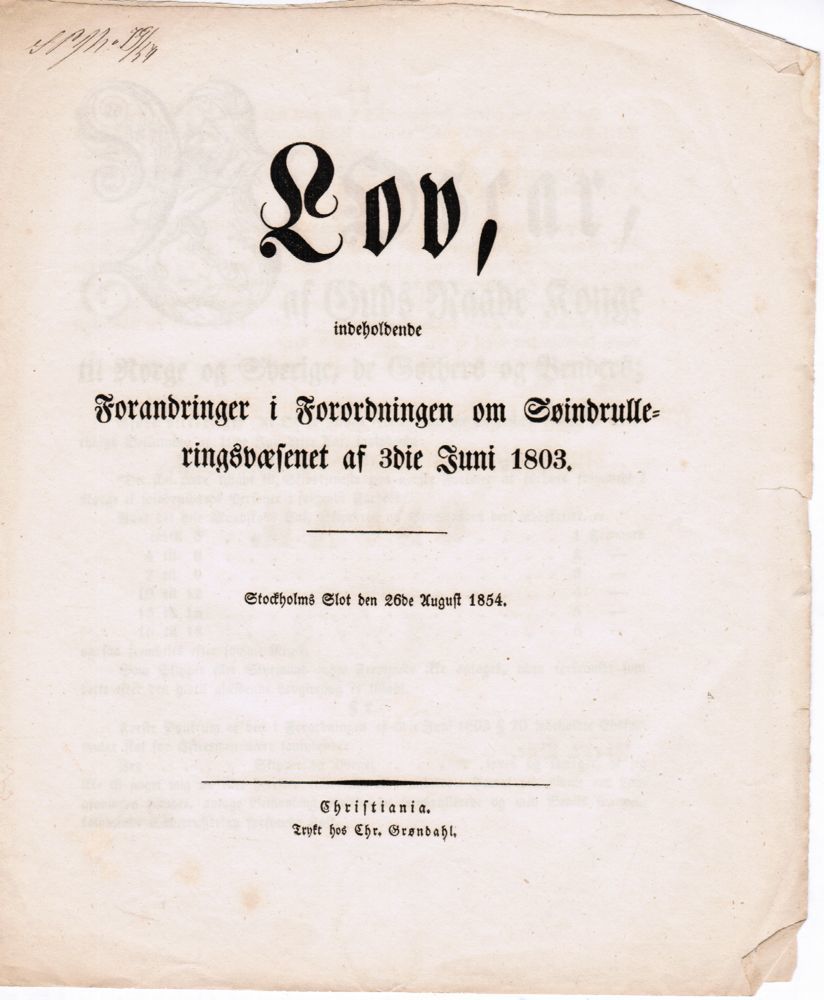 Lov,
indeholdende
Forandringer i Forordningen om Søindrulle-
ringsvæsenet af 3die Juni 1803.
Stockholms Slot den 26de August 1854.
Christiania.
Trykt hos Chr. Grøndahl.